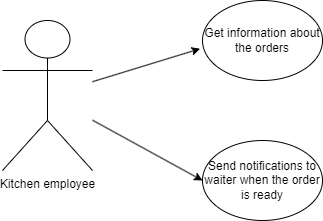 Get information about
the orders
Kitchen employee
Send notifications to
waiter when the order
is ready